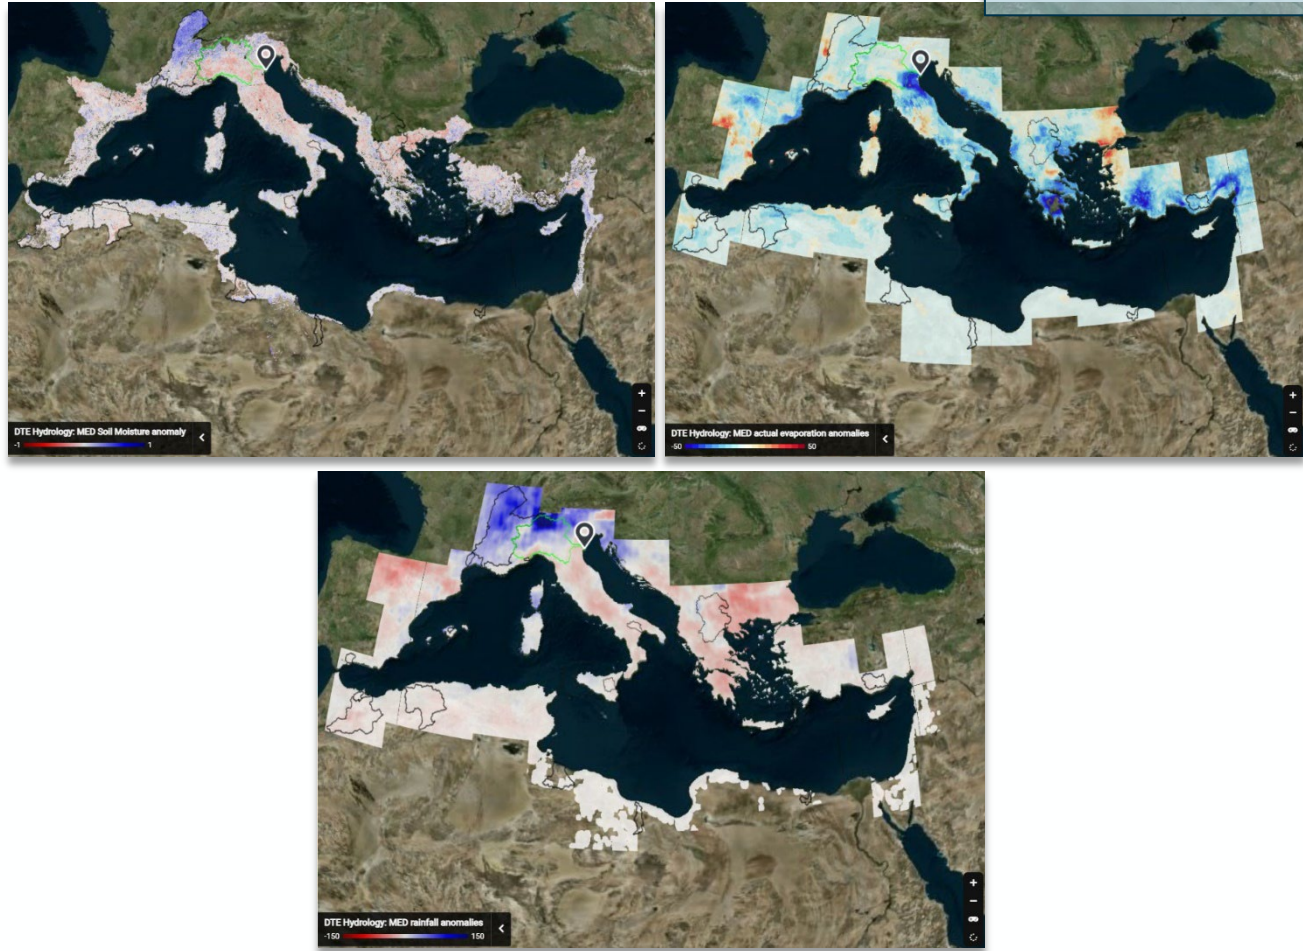 DTE Hydrology: MED Soil Moisture anomaly
-1 1
DTE Hydrology: MED actual evaporation anomalies
-50 50
DTE Hydrology: MED rainfall anomalies
-150 150